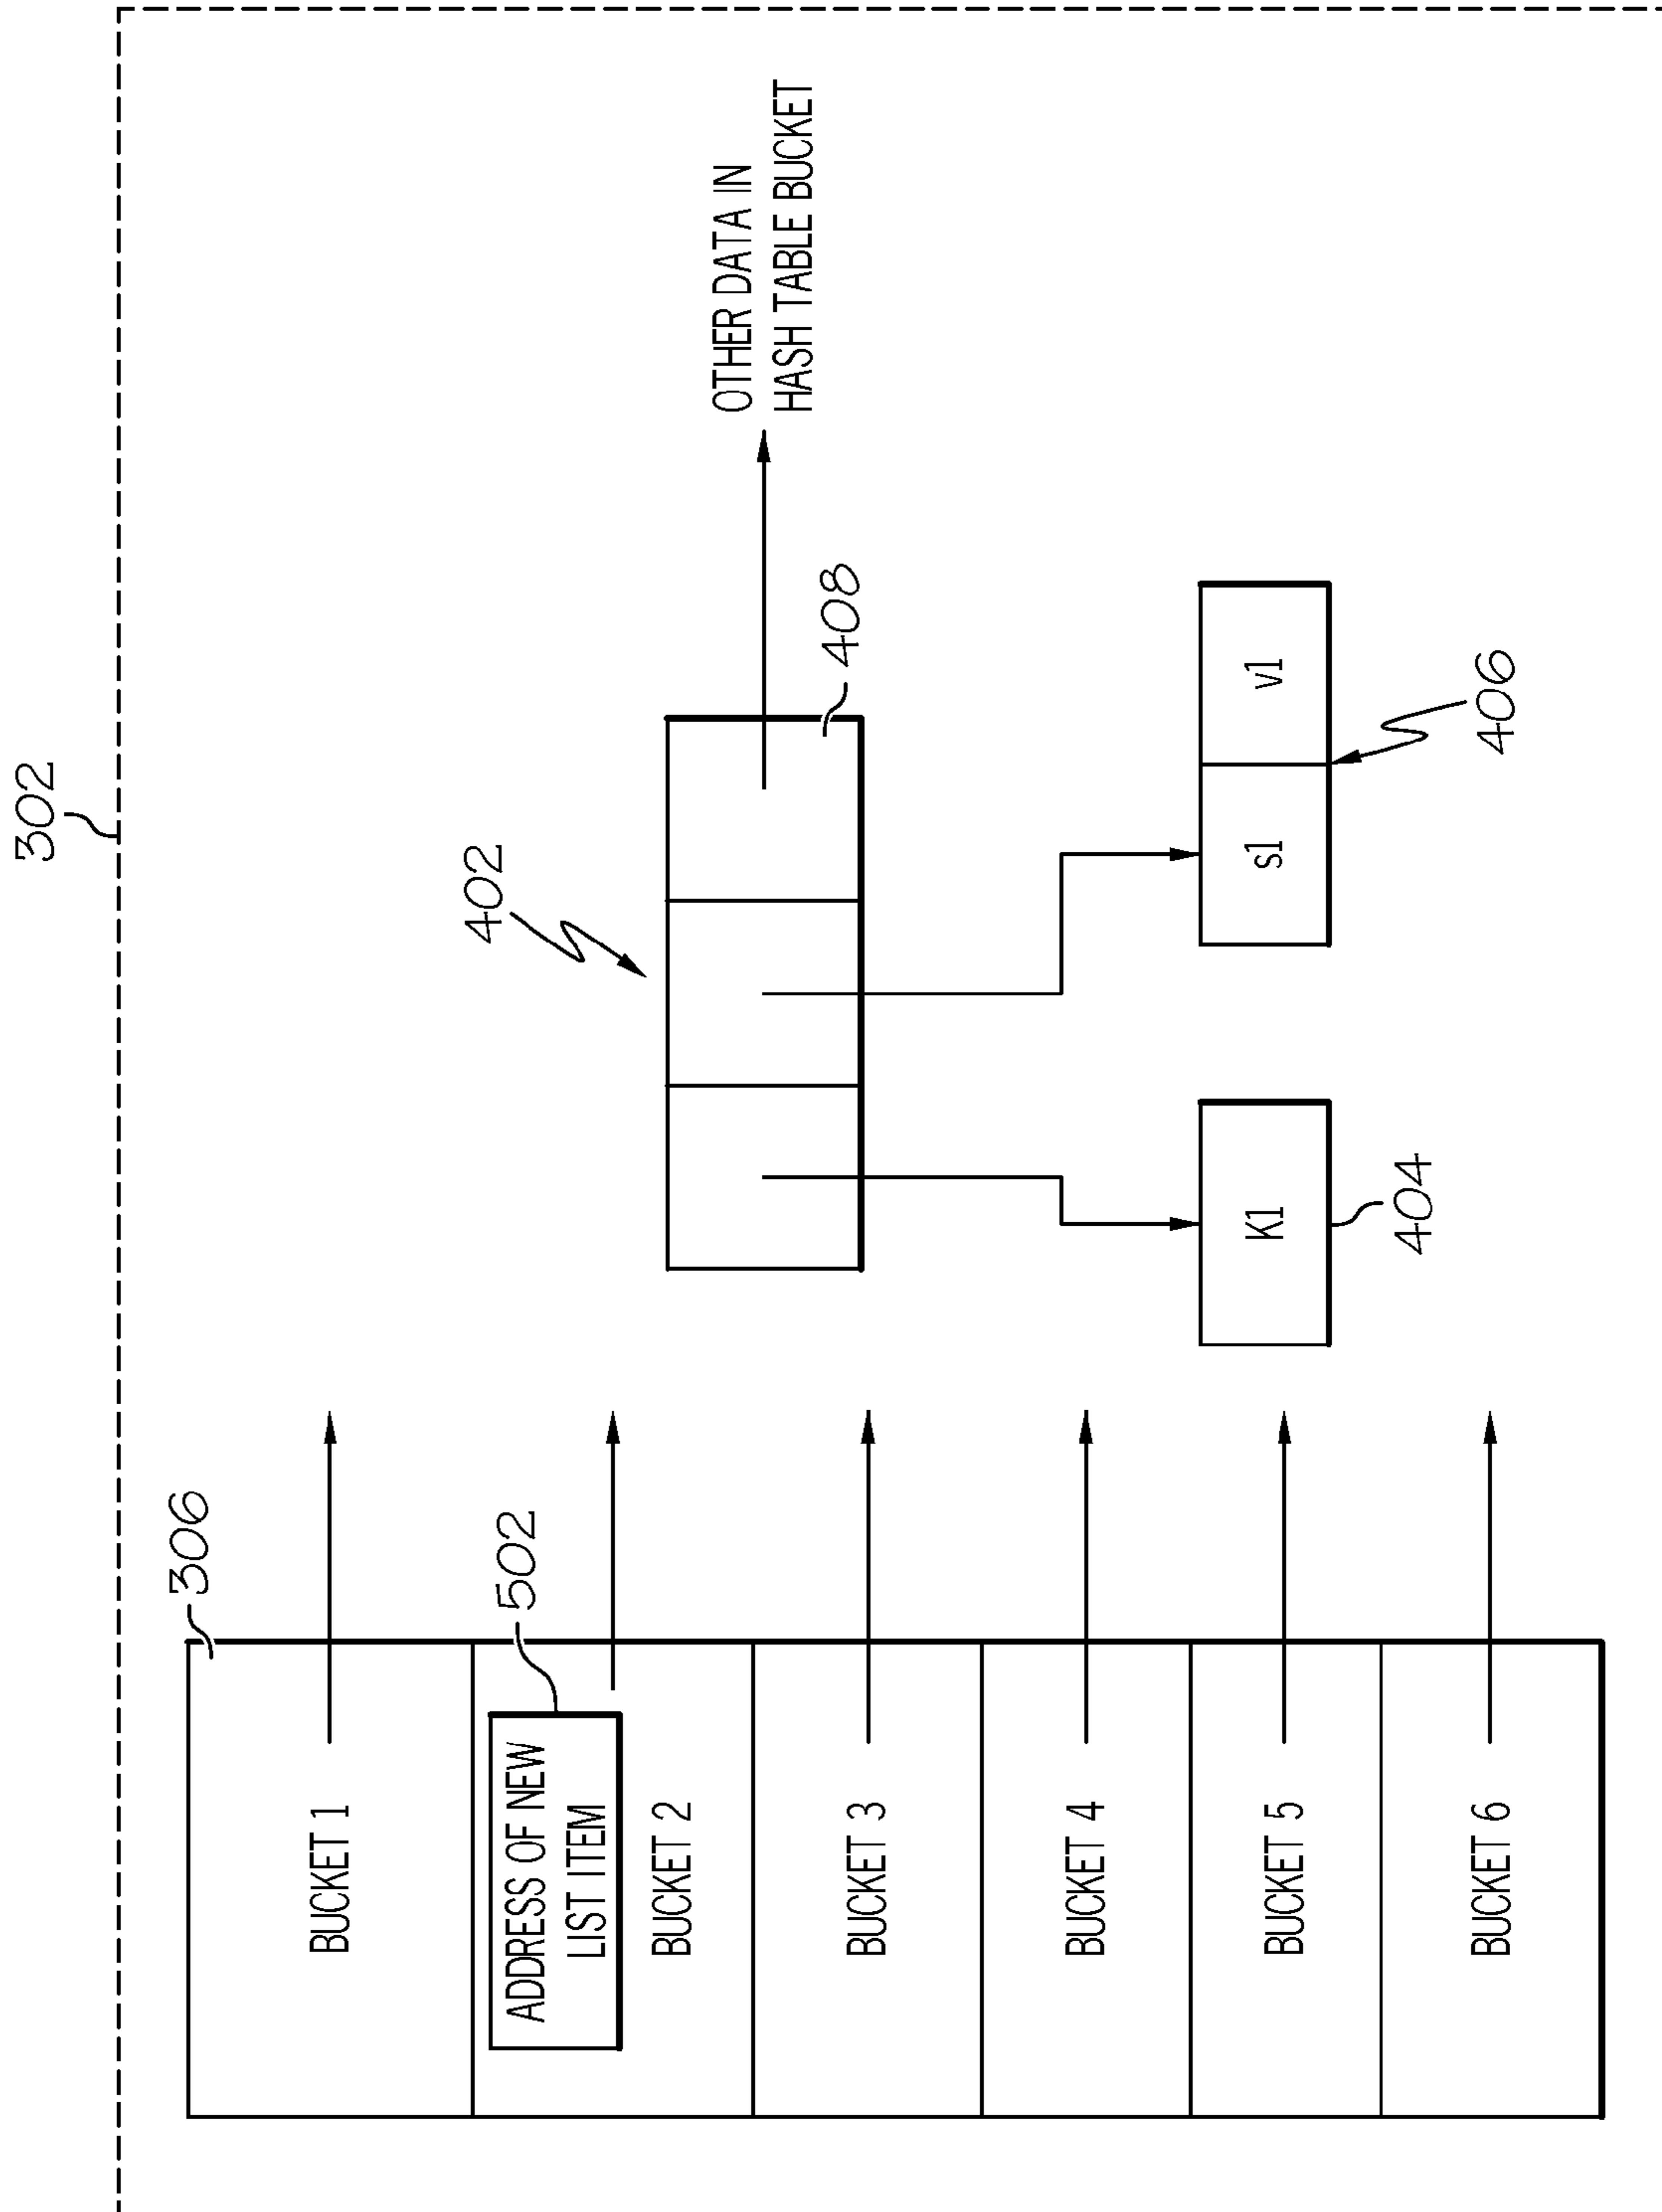 302
306
BUCKET 1
ADDRESS OF NEW
LIST ITEM
502
BUCKET 2
BUCKET 3
BUCKET 4
BUCKET 5
BUCKET 6
402
408
OTHER DATA IN
HASH TABLE BUCKET
K1
404
s1
v1
406